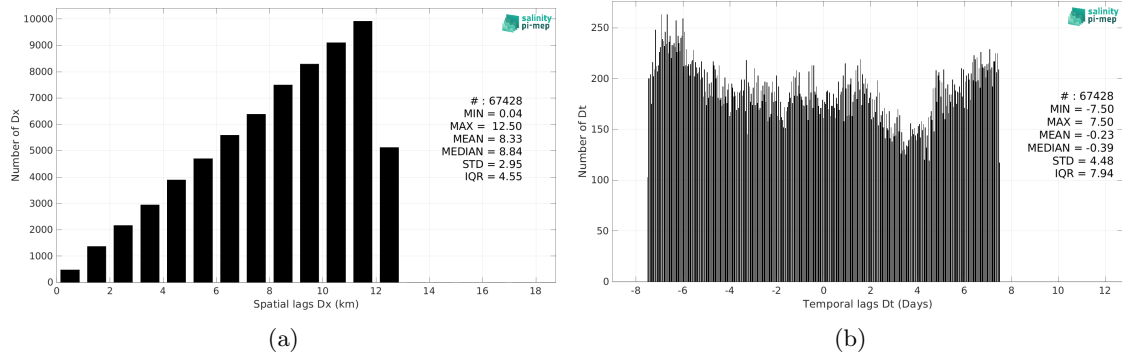 10000
9000
8000
7000
6000
5000
4000
3000
2000
1000
0
Number of Dx
salinity
pi-mep
# : 67428
MIN = 0.04
MAX = 12.50
MEAN = 8.33
MEDIAN = 8.84
STD = 2.95
IQR = 4.55
0 2 4 6 8 10 12 14 16 18
Spatial lags Dx (km)
(a)
250
200
150
100
50
0
Number of Dt
salinity
pi-mep
# : 67428
MIN = -7.50
MAX = 7.50
MEAN = -0.23
MEDIAN = -0.39
STD = 4.48
IQR = 7.94
-8 -6 -4 -2 0 2 4 6 8 10 12
Temporal lags Dt (Days)
(b)